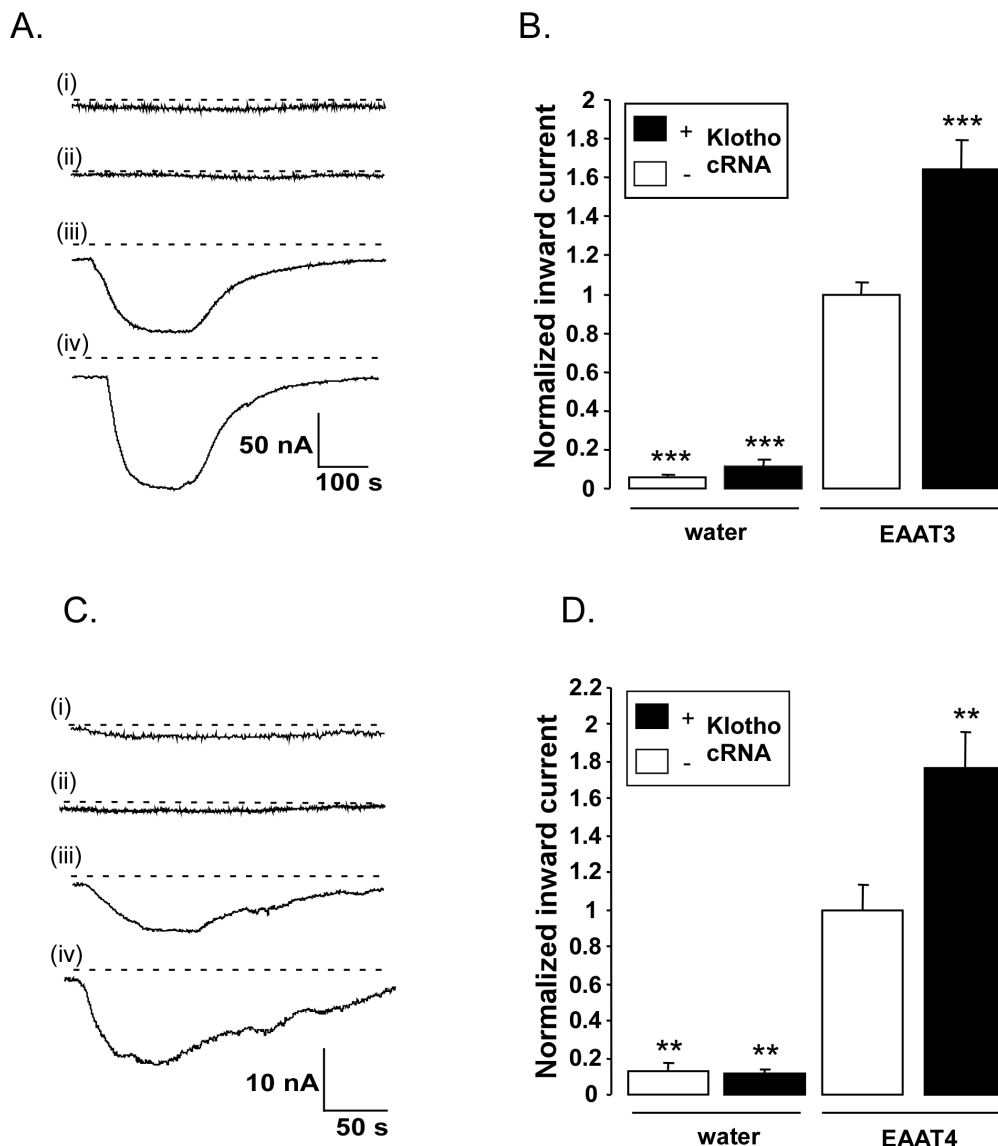 A.
(i)
(ii)
(iii)
(iv)
50 nA
100 s
B.
Normalized inward current
2
1.8
1.6
1.4
1.2
1
0.8
0.6
0.4
0.2
0
+ Klotho
- cRNA
***
***
***
water
EAAT3
C.
(i)
(ii)
(iii)
(iv)
10 nA
50 s
D.
Normalized inward current
2.2
2
1.8
1.6
1.4
1.2
1
0.8
0.6
0.4
0.2
0
+ Klotho
- cRNA
**
**
**
water
EAAT4